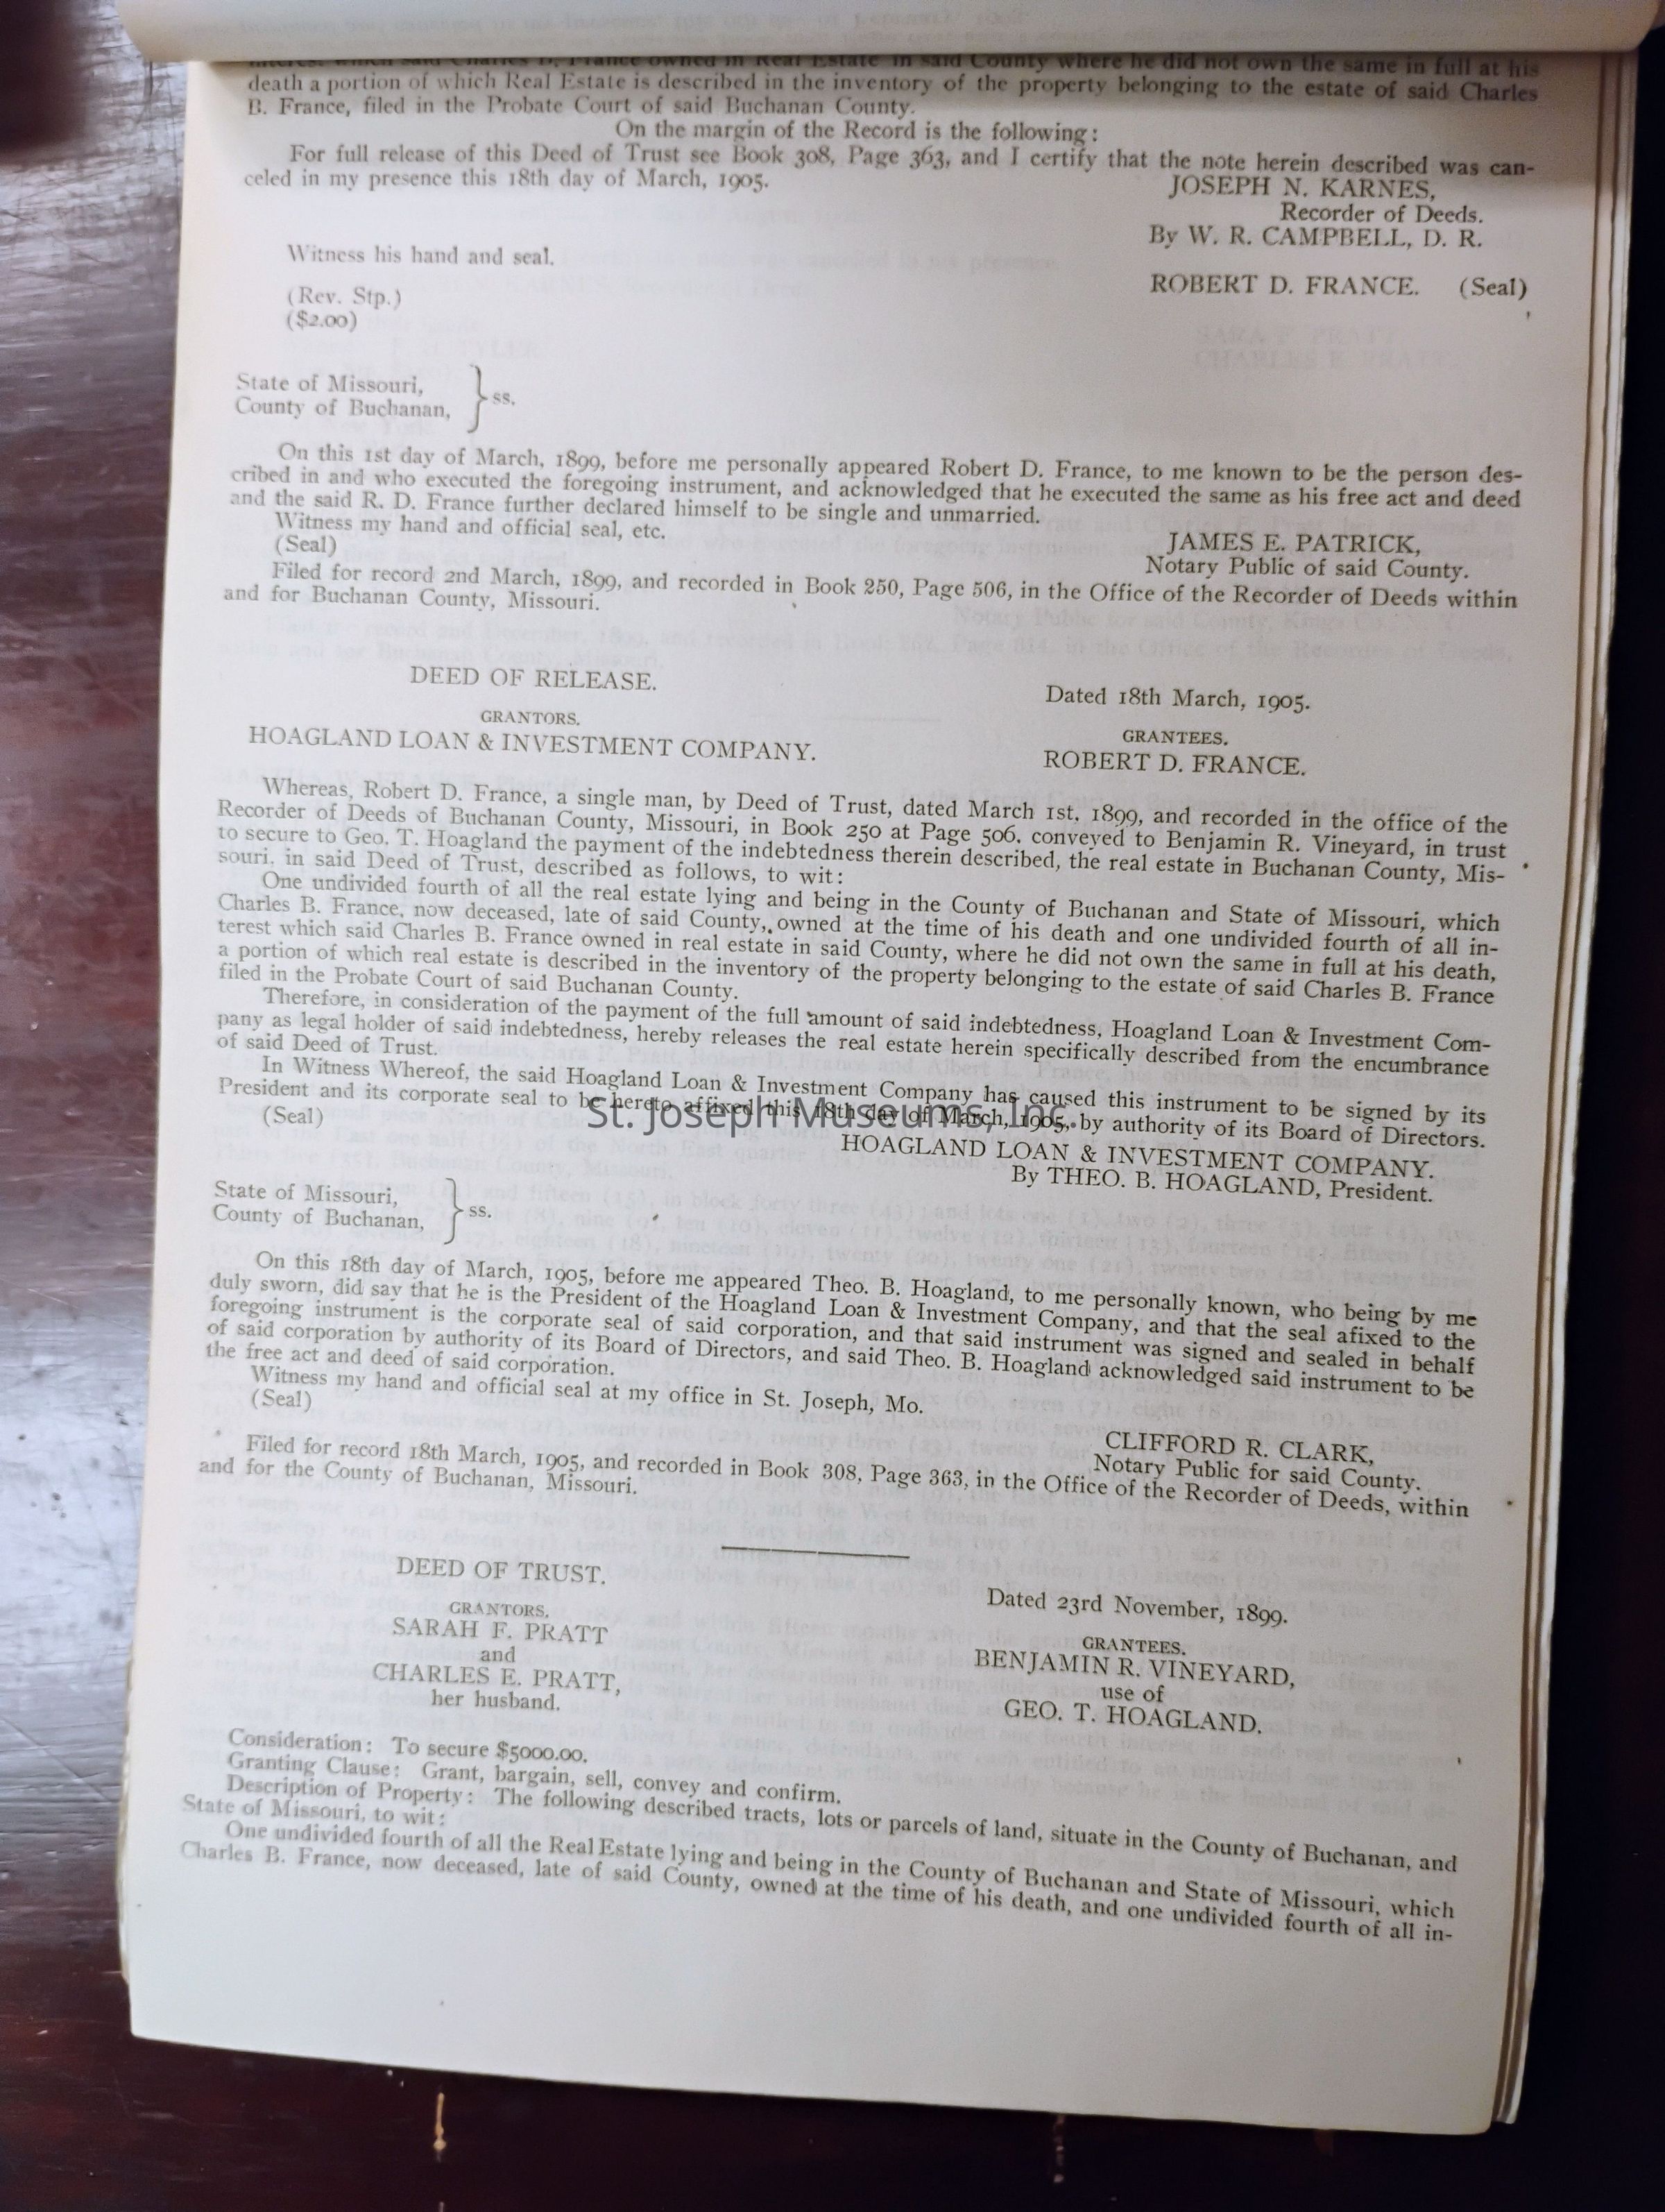 interest which said Charles B. France owned in Real Estate in said County where he did not own the same in full at his
death a portion of which Real Estate is described in the inventory of the property belonging to the estate of said Charles
B. France, filed in the Probate Court of said Buchanan County.
On the margin of the Record is the following:
For full release of this Deed of Trust see Book 308, Page 363, and I certify that the note herein described was can-
celed in my presence this 18th day of March, 1905.
JOSEPH N. KARNES,
Recorder of Deeds.
By W. R. CAMPBELL, D. R.
Witness his hand and seal.
ROBERT D. FRANCE. (Seal)
(Rev. Stp.)
($2.00)
State of Missouri,
County of Buchanan, } ss.
On this 1st day of March, 1899, before me personally appeared Robert D. France, to me known to be the person des-
cribed in and who executed the foregoing instrument, and acknowledged that he executed the same as his free act and deed
and the said R. D. France further declared himself to be single and unmarried.
Witness my hand and official seal, etc.
(Seal)
JAMES E. PATRICK,
Notary Public of said County.
Filed for record 2nd March, 1899, and recorded in Book 250, Page 506, in the Office of the Recorder of Deeds within
and for Buchanan County, Missouri.
DEED OF RELEASE.
Dated 18th March, 1905.
GRANTORS.
HOAGLAND LOAN & INVESTMENT COMPANY.
GRANTEES.
ROBERT D. FRANCE.
Whereas, Robert D. France, a single man, by Deed of Trust, dated March 1st, 1899, and recorded in the office of the
Recorder of Deeds of Buchanan County, Missouri, in Book 250 at Page 506, conveyed to Benjamin R. Vineyard, in trust
to secure to Geo. T. Hoagland the payment of the indebtedness therein described, the real estate in Buchanan County, Mis-
souri, in said Deed of Trust, described as follows, to wit:
One undivided fourth of all the real estate lying and being in the County of Buchanan and State of Missouri, which
Charles B. France, now deceased, late of said County, owned at the time of his death and one undivided fourth of all in-
terest which said Charles B. France owned in real estate in said County, where he did not own the same in full at his death,
a portion of which real estate is described in the inventory of the property belonging to the estate of said Charles B. France
filed in the Probate Court of said Buchanan County.
Therefore, in consideration of the payment of the full amount of said indebtedness, Hoagland Loan & Investment Com-
pany as legal holder of said indebtedness, hereby releases the real estate herein specifically described from the encumbrance
of said Deed of Trust.
In Witness Whereof, the said Hoagland Loan & Investment Company has caused this instrument to be signed by its
President and its corporate seal to be hereto affixed this 18th day of March, 1905, by authority of its Board of Directors.
St. Joseph Museums, Inc.
(Seal)
HOAGLAND LOAN & INVESTMENT COMPANY.
By THEO. B. HOAGLAND, President.
State of Missouri,
County of Buchanan, } ss.
On this 18th day of March, 1905, before me appeared Theo. B. Hoagland, to me personally known, who being by me
duly sworn, did say that he is the President of the Hoagland Loan & Investment Company, and that the seal afixed to the
foregoing instrument is the corporate seal of said corporation, and that said instrument was signed and sealed in behalf
of said corporation by authority of its Board of Directors, and said Theo. B. Hoagland acknowledged said instrument to be
the free act and deed of said corporation.
Witness my hand and official seal at my office in St. Joseph, Mo.
(Seal)
CLIFFORD R. CLARK,
Notary Public for said County.
Filed for record 18th March, 1905, and recorded in Book 308, Page 363, in the Office of the Recorder of Deeds, within
and for the County of Buchanan, Missouri.
DEED OF TRUST.
Dated 23rd November, 1899.
GRANTORS.
SARAH F. PRATT
and
CHARLES E. PRATT,
her husband.
GRANTEES.
BENJAMIN R. VINEYARD,
use of
GEO. T. HOAGLAND.
Consideration: To secure $5000.00.
Granting Clause: Grant, bargain, sell, convey and confirm.
Description of Property: The following described tracts, lots or parcels of land, situate in the County of Buchanan, and
State of Missouri, to wit:
One undivided fourth of all the Real Estate lying and being in the County of Buchanan and State of Missouri, which
Charles B. France, now deceased, late of said County, owned at the time of his death, and one undivided fourth of all in-